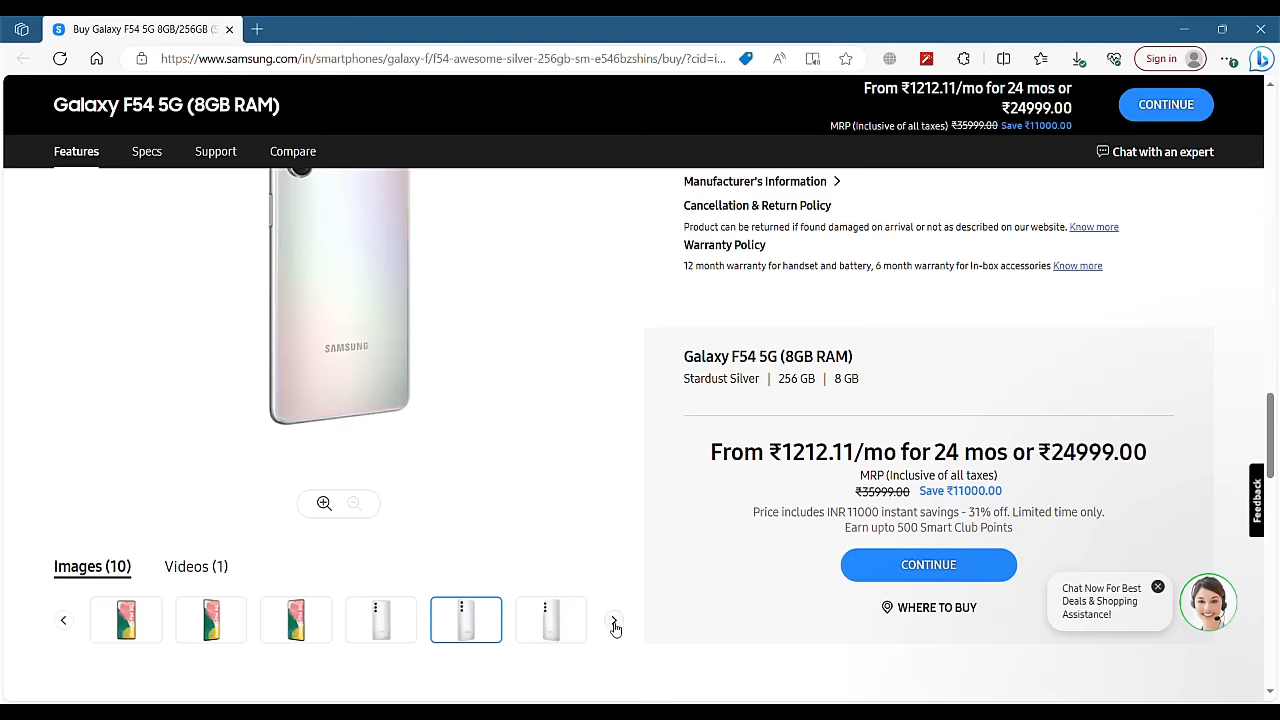 Buy Galaxy F54 5G 8GB/256GB (S
https://www.samsung.com/in/smartphones/galaxy-f/f54-awesome-silver-256gb-sm-e546bzshins/buy/?cid=i...
Sign in
Galaxy F54 5G (8GB RAM)
From ₹1212.11/mo for 24 mos or
₹24999.00
MRP (Inclusive of all taxes) ₹35999.00 Save ₹11000.00
CONTINUE
Features
Specs
Support
Compare
Chat with an expert
SAMSUNG
Manufacturer's Information
Cancellation & Return Policy
Product can be returned if found damaged on arrival or not as described on our website. Know more
Warranty Policy
12 month warranty for handset and battery, 6 month warranty for In-box accessories Know more
Galaxy F54 5G (8GB RAM)
Stardust Silver | 256 GB | 8 GB
From ₹1212.11/mo for 24 mos or ₹24999.00
MRP (Inclusive of all taxes)
₹35999.00 Save ₹11000.00
Price includes INR 11000 instant savings - 31% off. Limited time only.
Earn upto 500 Smart Club Points
CONTINUE
WHERE TO BUY
Images (10)
Videos (1)
Feedback
Chat Now For Best
Deals & Shopping
Assistance!